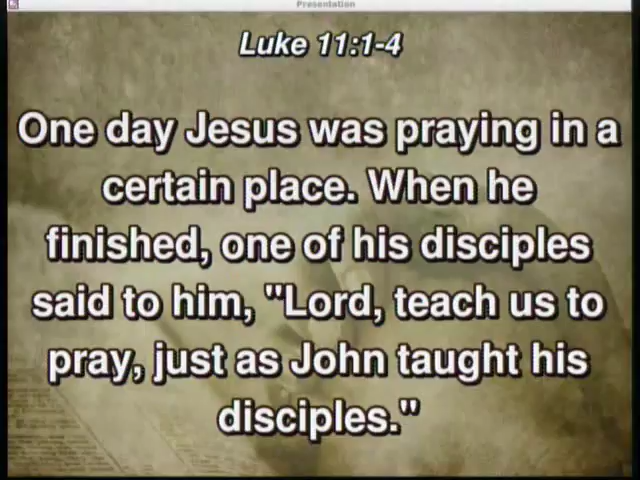 Presentation
Luke 11:1-4
One day Jesus was praying in a
certain place. When he
finished, one of his disciples
said to him, "Lord, teach us to
pray, just as John taught his
disciples."